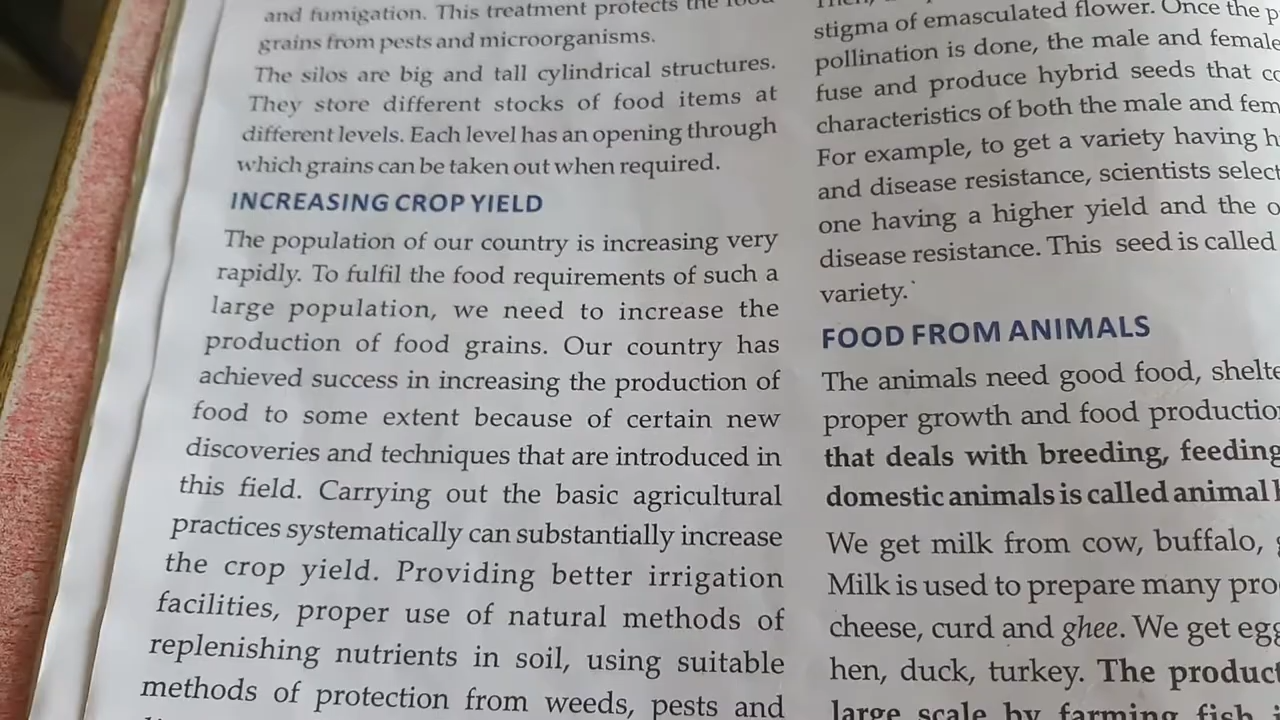 and fumigation. This treatment protects the food
grains from pests and microorganisms.
The silos are big and tall cylindrical structures.
They store different stocks of food items at
different levels. Each level has an opening through
which grains can be taken out when required.
INCREASING CROP YIELD
The population of our country is increasing very
rapidly. To fulfil the food requirements of such a
large population, we need to increase the
production of food grains. Our country has
achieved success in increasing the production of
food to some extent because of certain new
discoveries and techniques that are introduced in
this field. Carrying out the basic agricultural
practices systematically can substantially increase
the crop yield. Providing better irrigation
facilities, proper use of natural methods of
replenishing nutrients in soil, using suitable
methods of protection from weeds, pests and
stigma of emasculated flower. Once the
pollination is done, the male and female
fuse and produce hybrid seeds that
characteristics of both the male and
For example, to get a variety having
and disease resistance, scientists select
one having a higher yield and the
disease resistance. This seed is called
variety.
FOOD FROM ANIMALS
The animals need good food,
proper growth and food
that deals with breeding, feeding
domestic animals is called animal
We get milk from cow, buffalo,
Milk is used to prepare many
cheese, curd and ghee. We get
hen, duck, turkey. The
large scale by farming fish